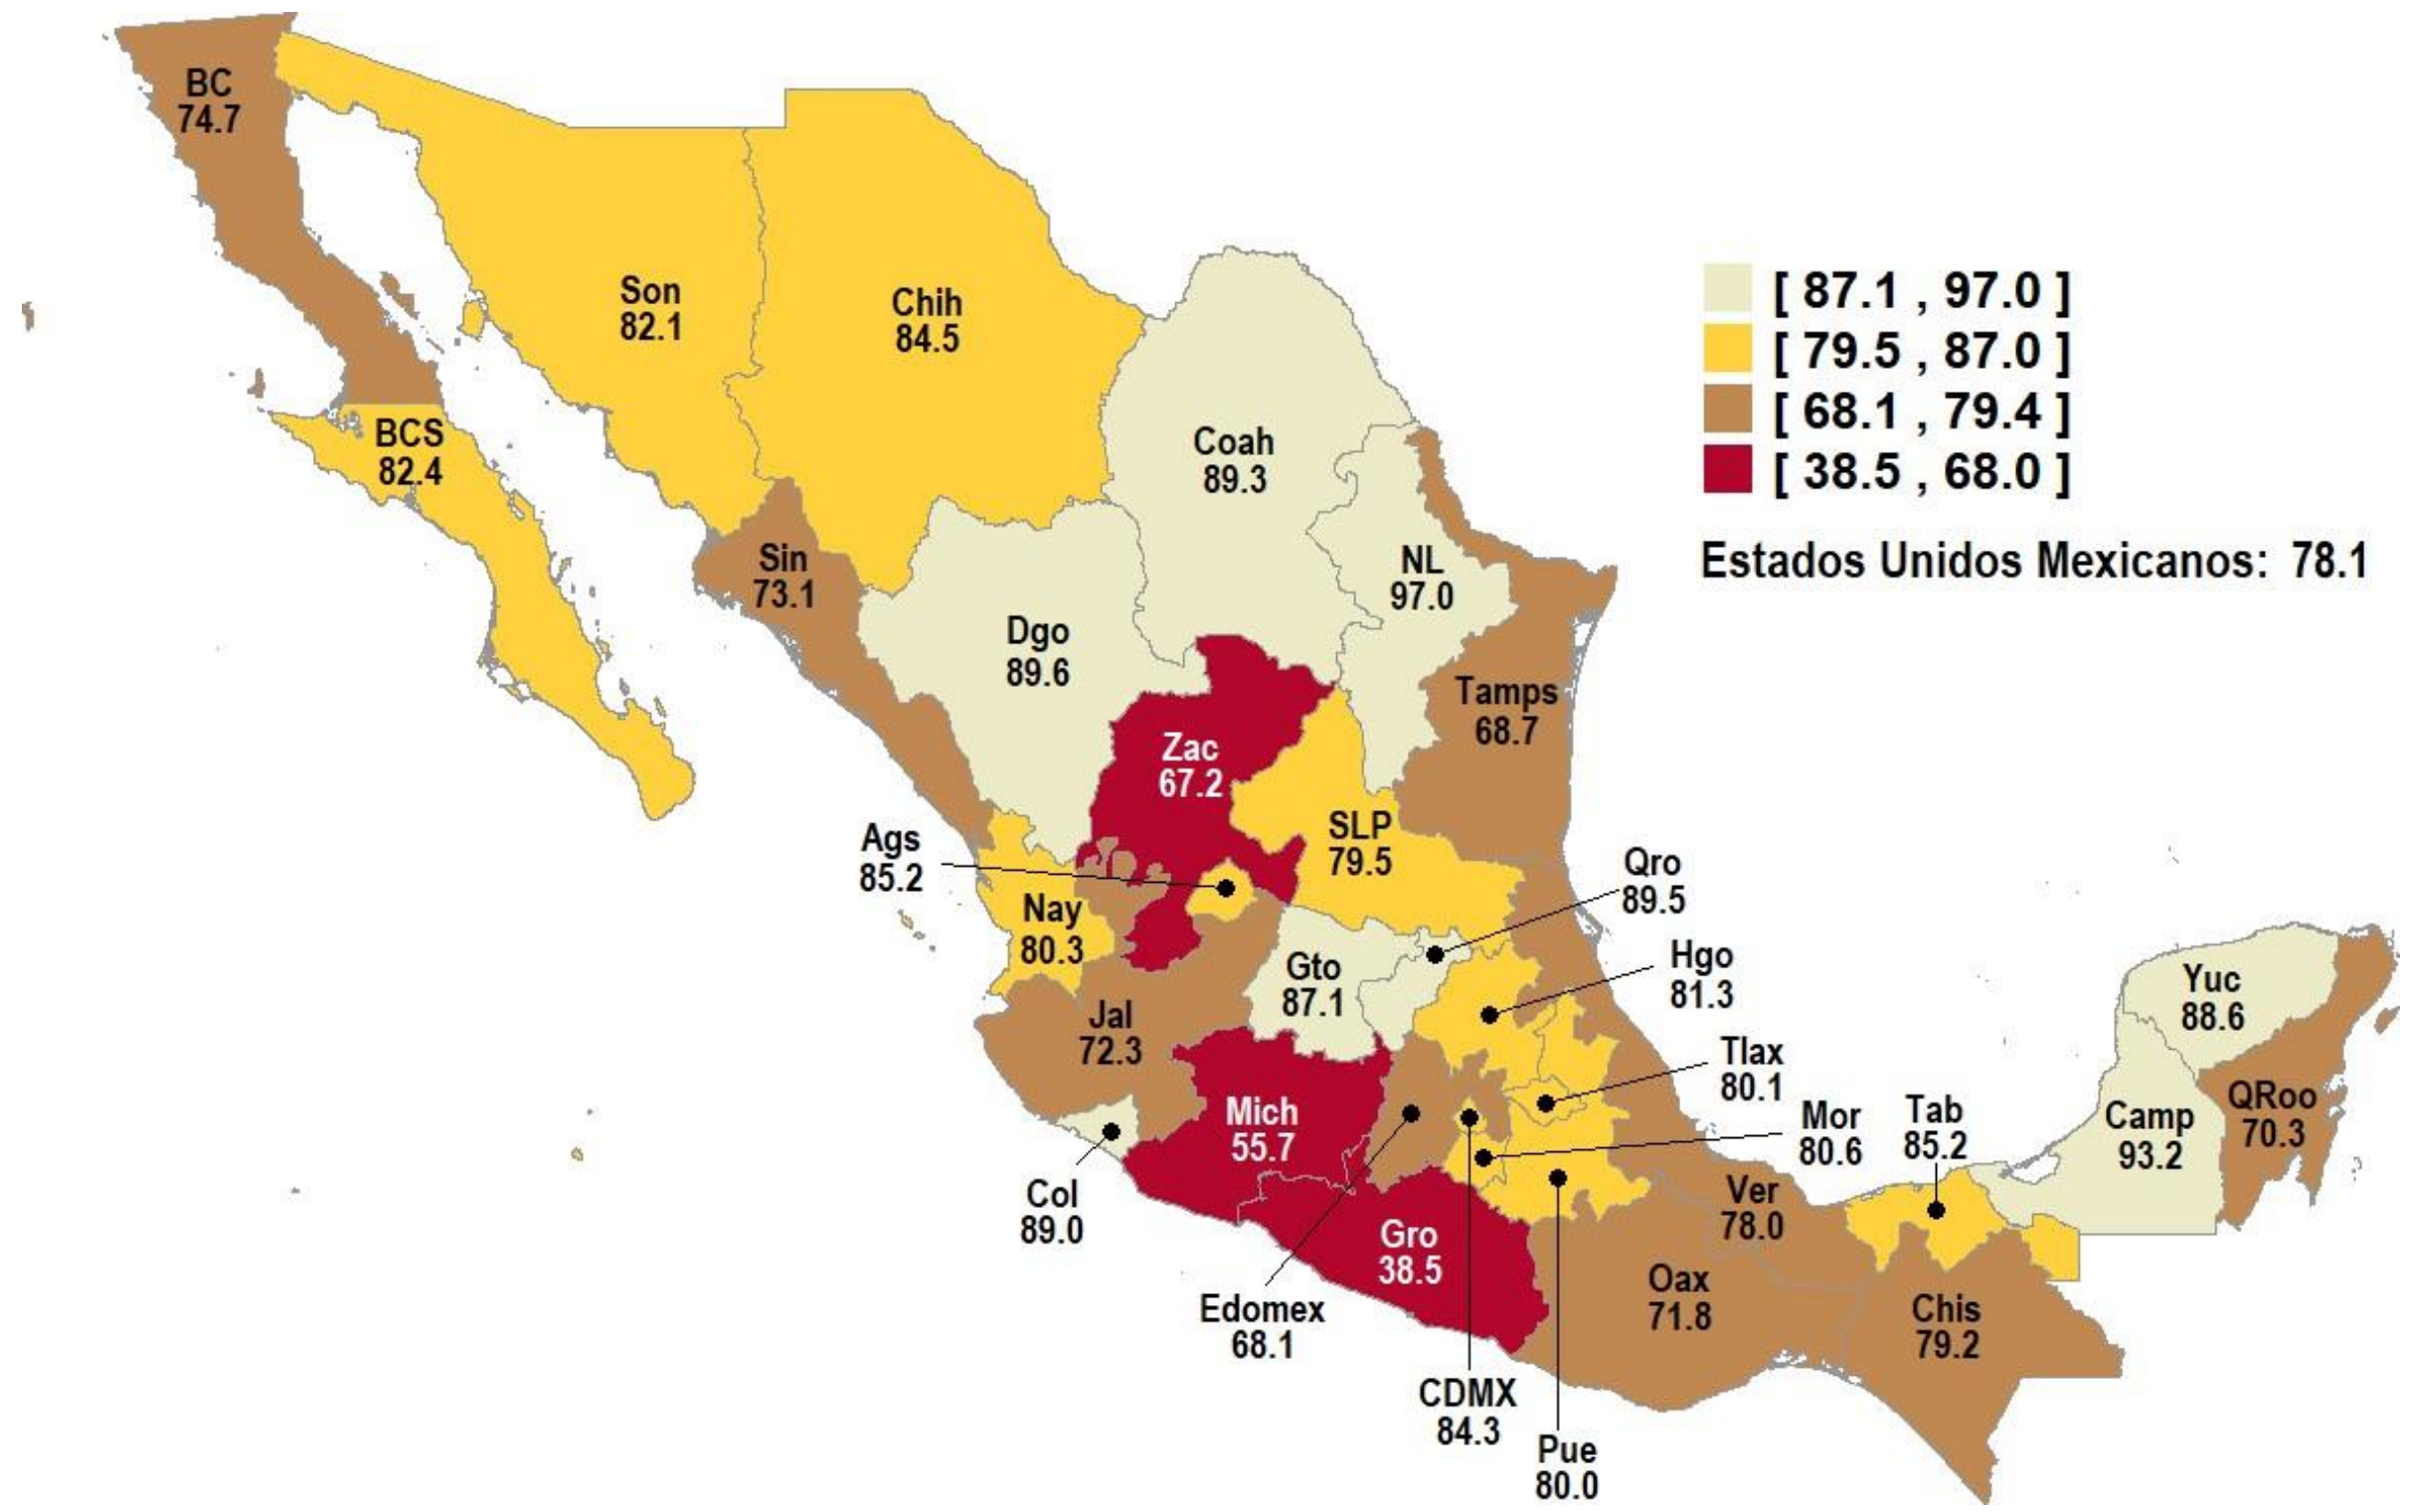 BC
74.7
Son
82.1
Chih
84.5
[ 87.1 , 97.0 ]
[ 79.5 , 87.0 ]
[ 68.1 , 79.4 ]
[ 38.5 , 68.0 ]
Estados Unidos Mexicanos: 78.1
BCS
82.4
Coah
89.3
Sin
73.1
NL
97.0
Dgo
89.6
Tamps
68.7
Zac
67.2
SLP
79.5
Ags
85.2
Qro
89.5
Nay
80.3
Gto
87.1
Hgo
81.3
Yuc
88.6
Jal
72.3
Tlax
80.1
Mich
55.7
Mor
80.6
Tab
85.2
Camp
93.2
QRoo
70.3
Col
89.0
Ver
78.0
Gro
38.5
Oax
71.8
Edomex
68.1
Chis
79.2
CDMX
84.3
Pue
80.0